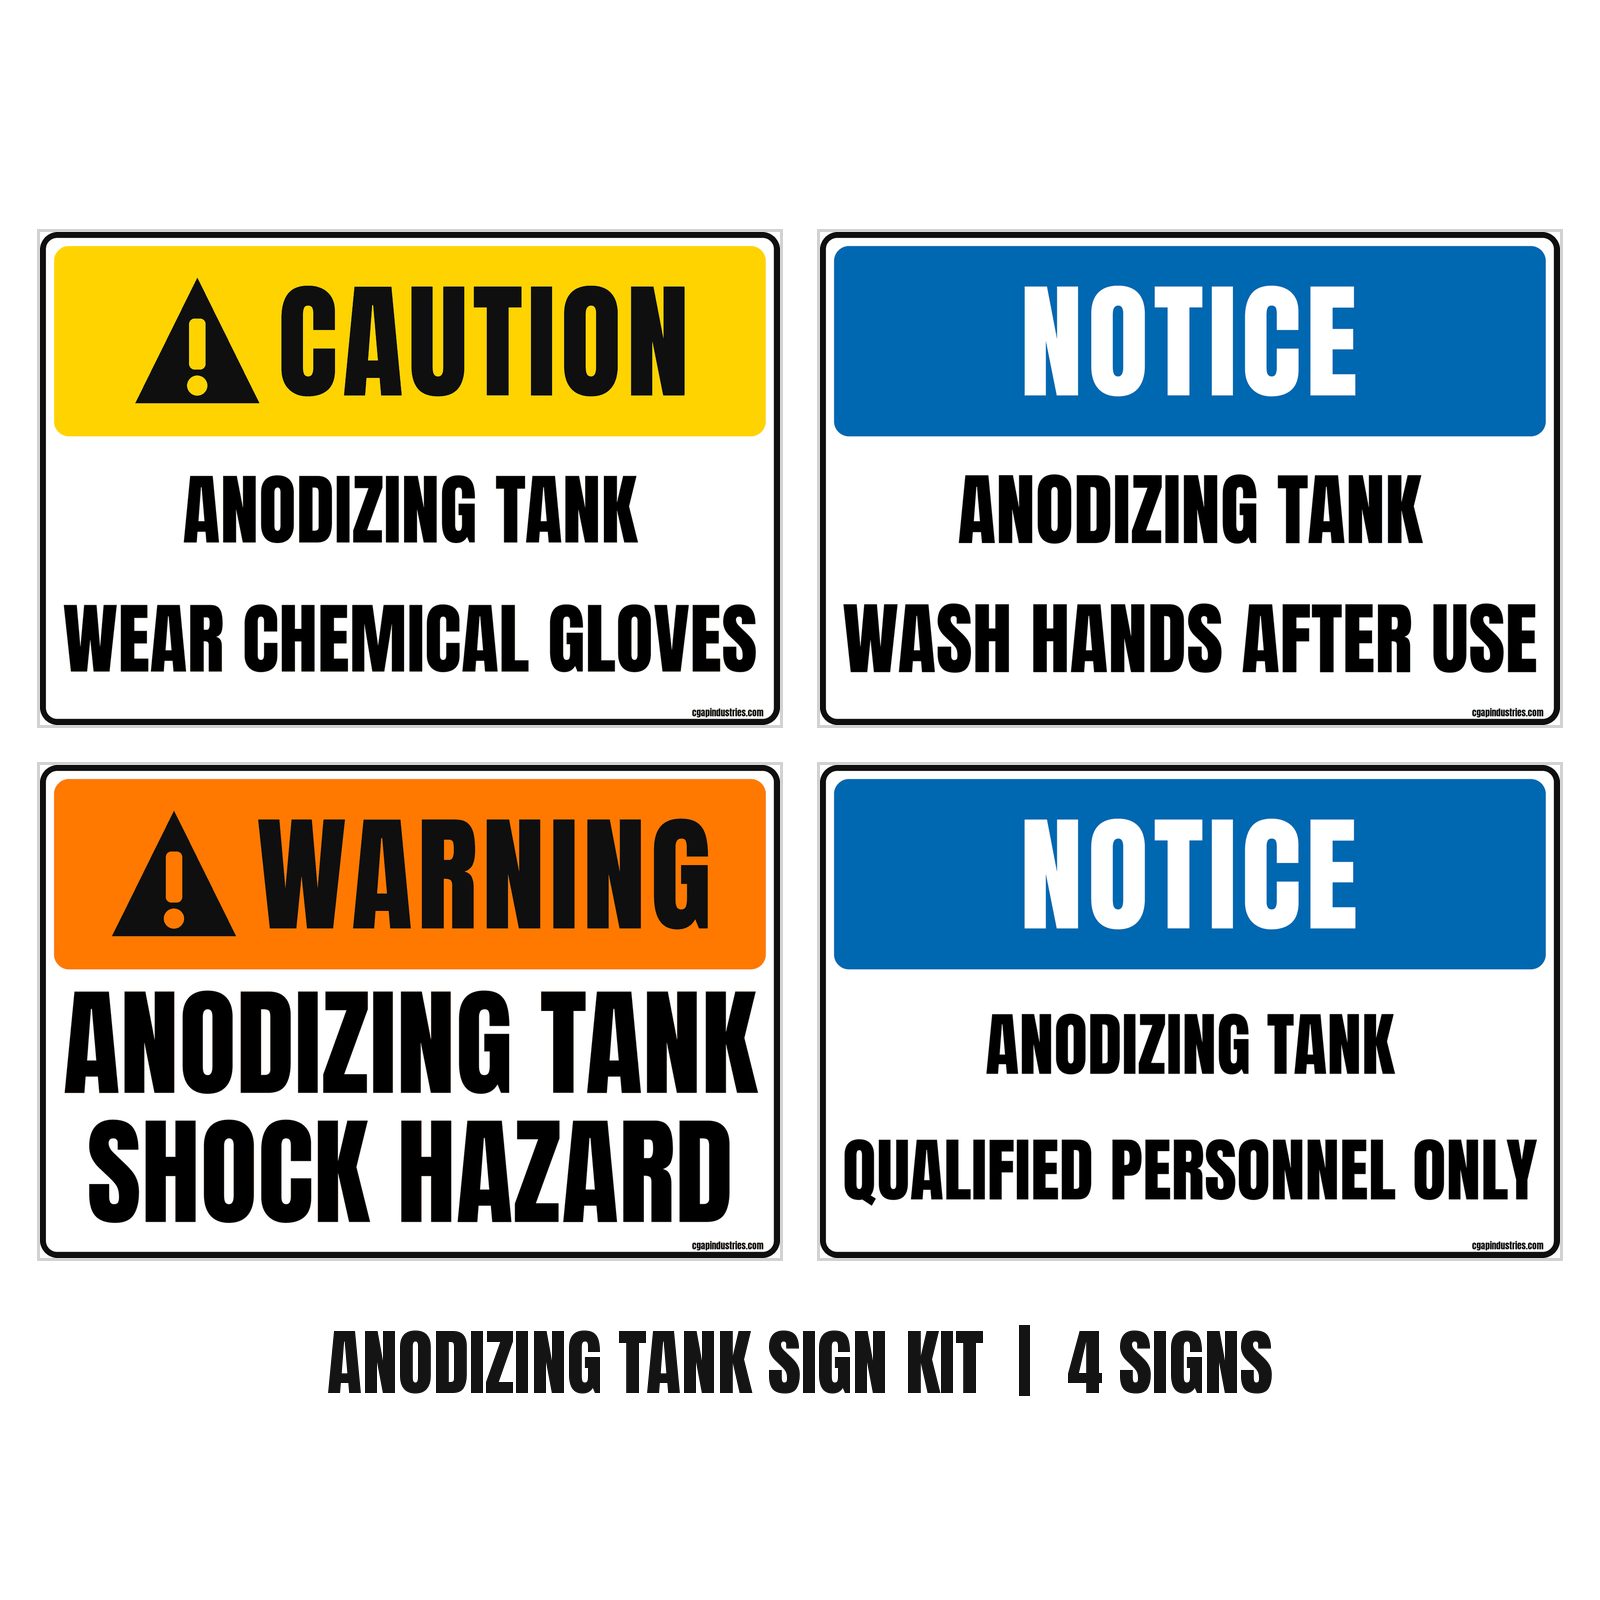 CAUTION
ANODIZING TANK
WEAR CHEMICAL GLOVES
cgapindustries.com
NOTICE
ANODIZING TANK
WASH HANDS AFTER USE
cgapindustries.com
WARNING
ANODIZING TANK
SHOCK HAZARD
cgapindustries.com
NOTICE
ANODIZING TANK
QUALIFIED PERSONNEL ONLY
cgapindustries.com
ANODIZING TANK SIGN KIT | 4 SIGNS